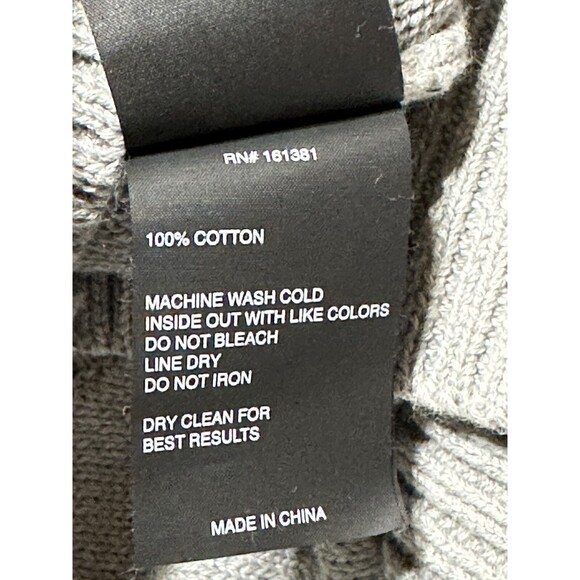 RN# 161381
100% COTTON
MACHINE WASH COLD
INSIDE OUT WITH LIKE COLORS
DO NOT BLEACH
LINE DRY
DO NOT IRON
DRY CLEAN FOR
BEST RESULTS
MADE IN CHINA